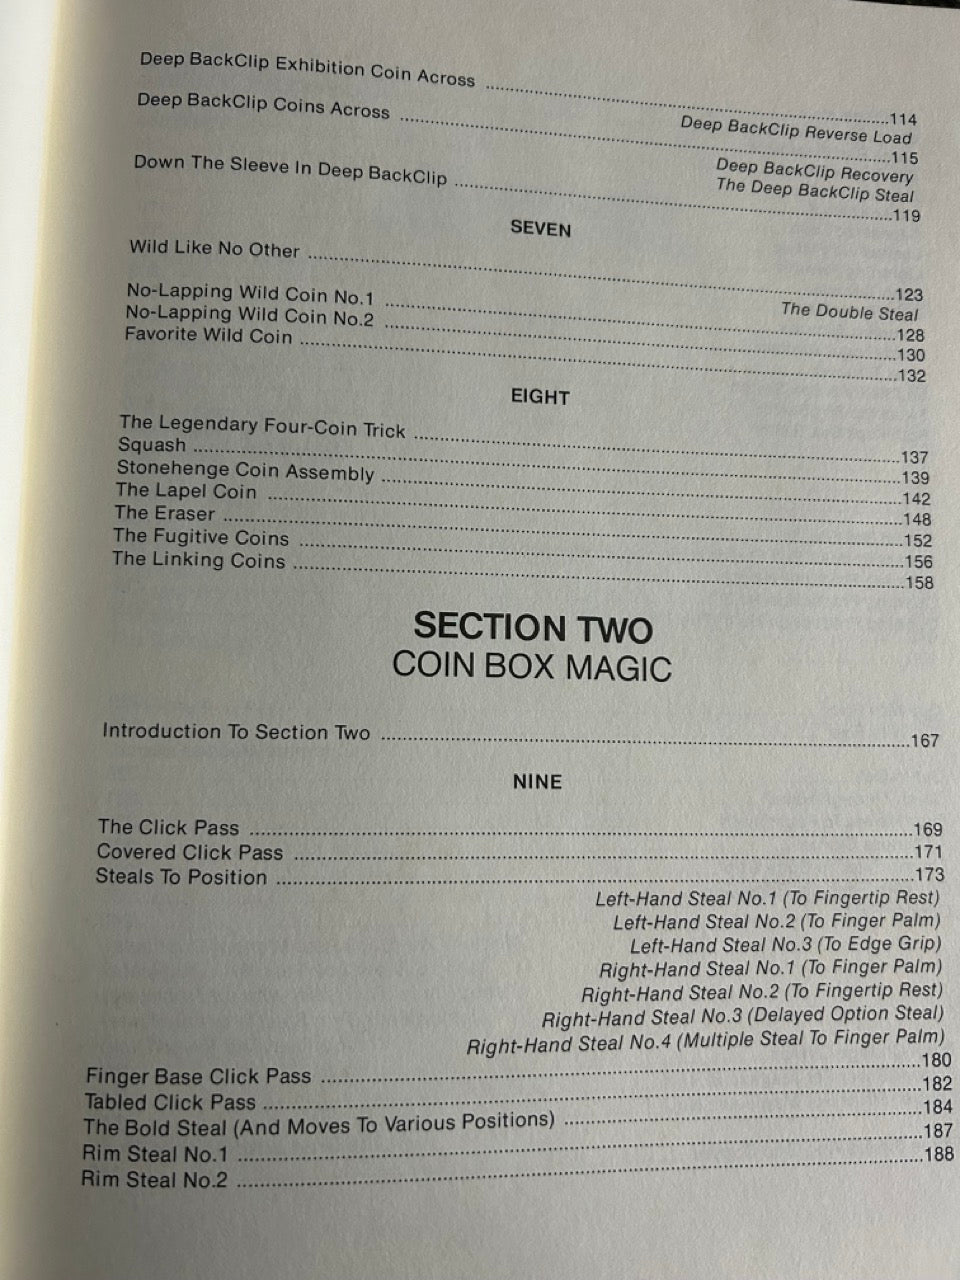 Deep BackClip Exhibition Coin Across ..... 114
Deep BackClip Reverse Load
Deep BackClip Coins Across ..... 115
Deep BackClip Recovery
The Deep BackClip Steal
Down The Sleeve In Deep BackClip ..... 119
SEVEN
Wild Like No Other ..... 123
The Double Steal
No-Lapping Wild Coin No.1 ..... 128
No-Lapping Wild Coin No.2 ..... 130
Favorite Wild Coin ..... 132
EIGHT
The Legendary Four-Coin Trick ..... 137
Squash ..... 139
Stonehenge Coin Assembly ..... 142
The Lapel Coin ..... 148
The Eraser ..... 152
The Fugitive Coins ..... 156
The Linking Coins ..... 158
SECTION TWO
COIN BOX MAGIC
Introduction To Section Two ..... 167
NINE
The Click Pass ..... 169
Covered Click Pass ..... 171
Steals To Position ..... 173
Left-Hand Steal No.1 (To Fingertip Rest)
Left-Hand Steal No.2 (To Finger Palm)
Left-Hand Steal No.3 (To Edge Grip)
Right-Hand Steal No.1 (To Finger Palm)
Right-Hand Steal No.2 (To Fingertip Rest)
Right-Hand Steal No.3 (Delayed Option Steal)
Right-Hand Steal No.4 (Multiple Steal To Finger Palm)
Finger Base Click Pass ..... 180
Tabled Click Pass ..... 182
The Bold Steal (And Moves To Various Positions) ..... 184
Rim Steal No.1 ..... 187
Rim Steal No.2 ..... 188